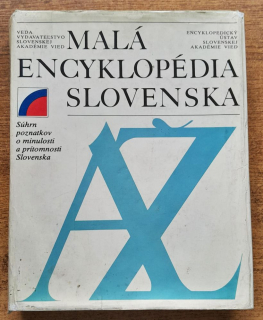 VEDA
VYDAVATEĽSTVO
SLOVENSKEJ
AKADÉMIE VIED
ENCYKLOPEDICKÝ
ÚSTAV
SLOVENSKEJ
AKADÉMIE VIED
MALÁ
ENCYKLOPÉDIA
SLOVENSKA
Súhrn
poznatkov
o minulosti
a prítomnosti
Slovenska
A
Ž